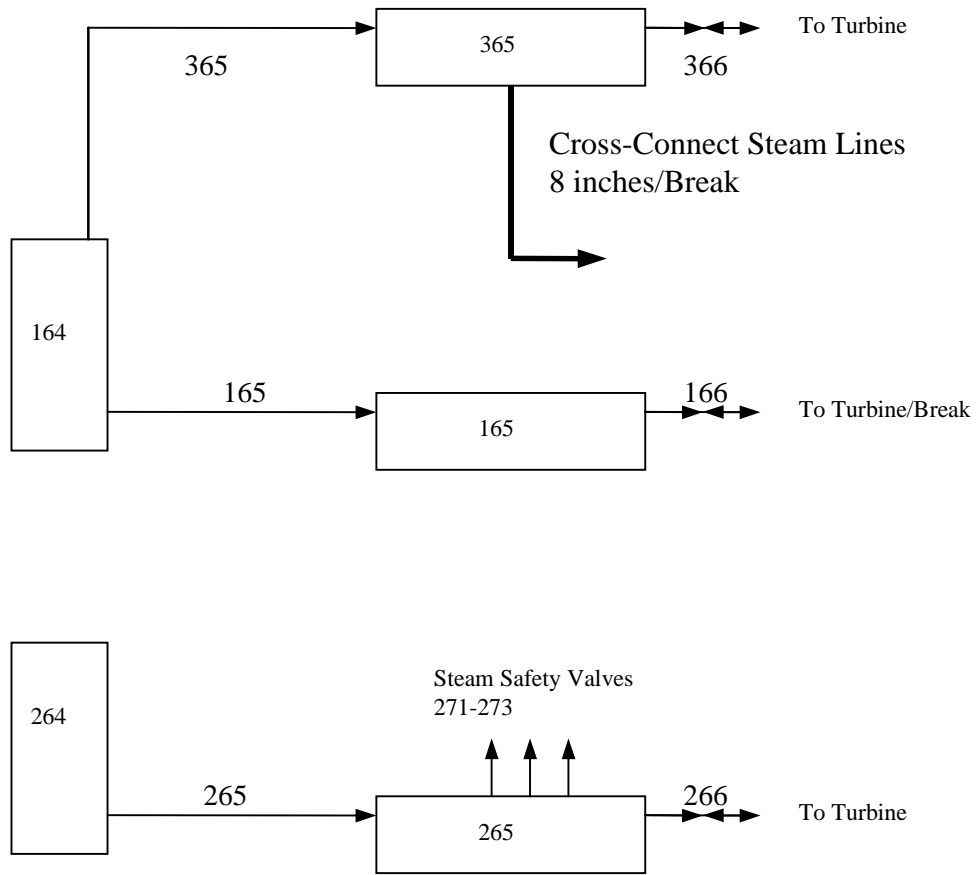 To Turbine
365
365
366
Cross-Connect Steam Lines
8 inches/Break
164
165
165
166
To Turbine/Break
Steam Safety Valves
271-273
264
265
265
266
To Turbine